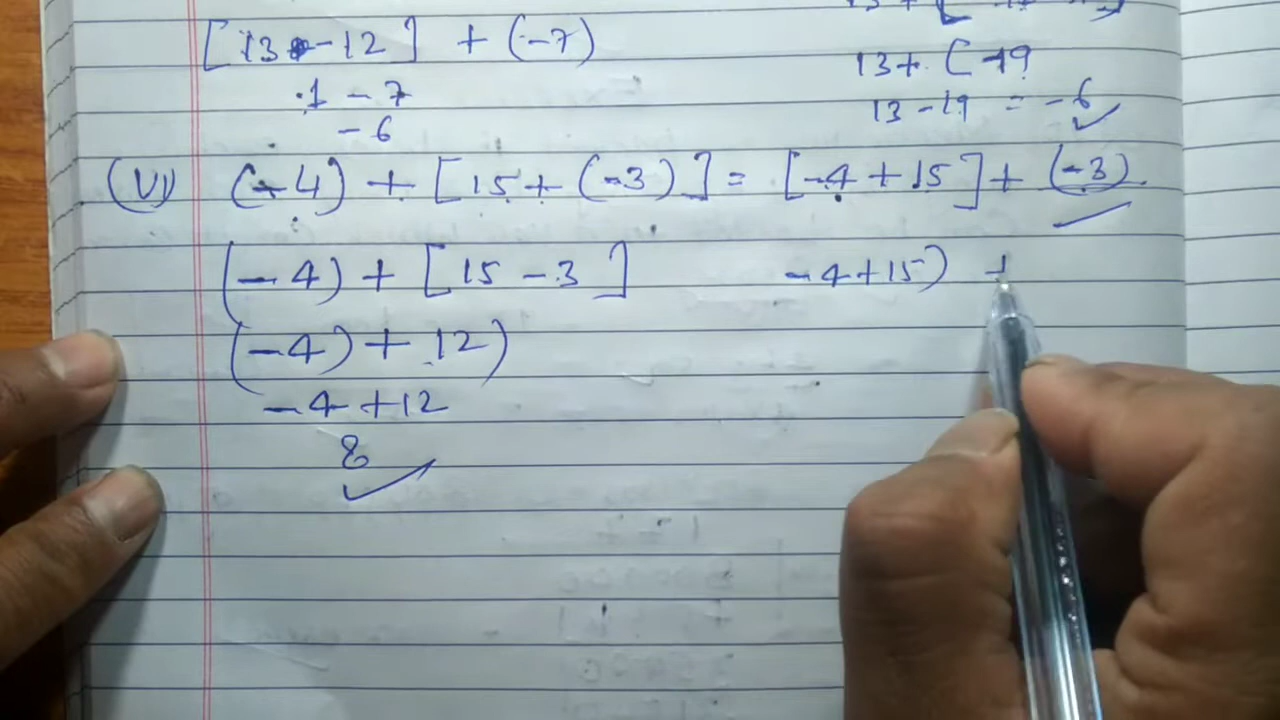 [13 -12] + (-7)
13 + (-19
1 - 7
13 - 19 = -6
-6
(VI) (-4) + [15 + (-3)] = [-4 + 15] + (-3)
(-4) + [15 - 3] -4 + 15) +
(-4) + 12)
-4 + 12
8